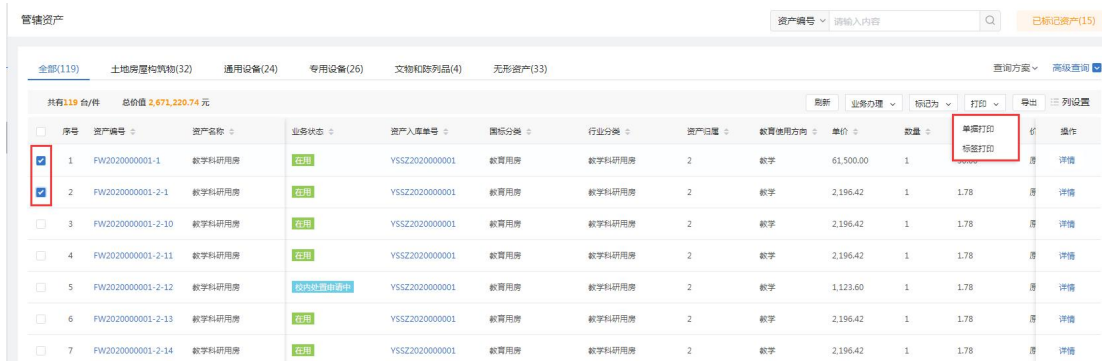 管辖资产 资产编号 请输入内容 已标记资产(15)
全部(119) 土地房屋构筑物(32) 通用设备(24) 专用设备(26) 文物和陈列品(4) 无形资产(33) 查询方案 高级查询
共有119 台/件 总价值 2,671,220.74 元 刷新 业务办理 标记为 打印 导出 列设置
序号 资产编号 资产名称 业务状态 资产入库单号 国标分类 行业分类 资产归属 教育使用方向 单价 数量 单据打印 价 操作
标签打印
1 FW2020000001-1 教学科研用房 在用 YSSZ2020000001 教育用房 教学科研用房 2 教学 61,500.00 1 原 详情
2 FW2020000001-2-1 教学科研用房 在用 YSSZ2020000001 教育用房 教学科研用房 2 教学 2,196.42 1 1.78 原 详情
3 FW2020000001-2-10 教学科研用房 在用 YSSZ2020000001 教育用房 教学科研用房 2 教学 2,196.42 1 1.78 原 详情
4 FW2020000001-2-11 教学科研用房 在用 YSSZ2020000001 教育用房 教学科研用房 2 教学 2,196.42 1 1.78 原 详情
5 FW2020000001-2-12 教学科研用房 校内处置申请中 YSSZ2020000001 教育用房 教学科研用房 2 教学 1,123.60 1 1.78 原 详情
6 FW2020000001-2-13 教学科研用房 在用 YSSZ2020000001 教育用房 教学科研用房 2 教学 2,196.42 1 1.78 原 详情
7 FW2020000001-2-14 教学科研用房 在用 YSSZ2020000001 教育用房 教学科研用房 2 教学 2,196.42 1 1.78 原 详情